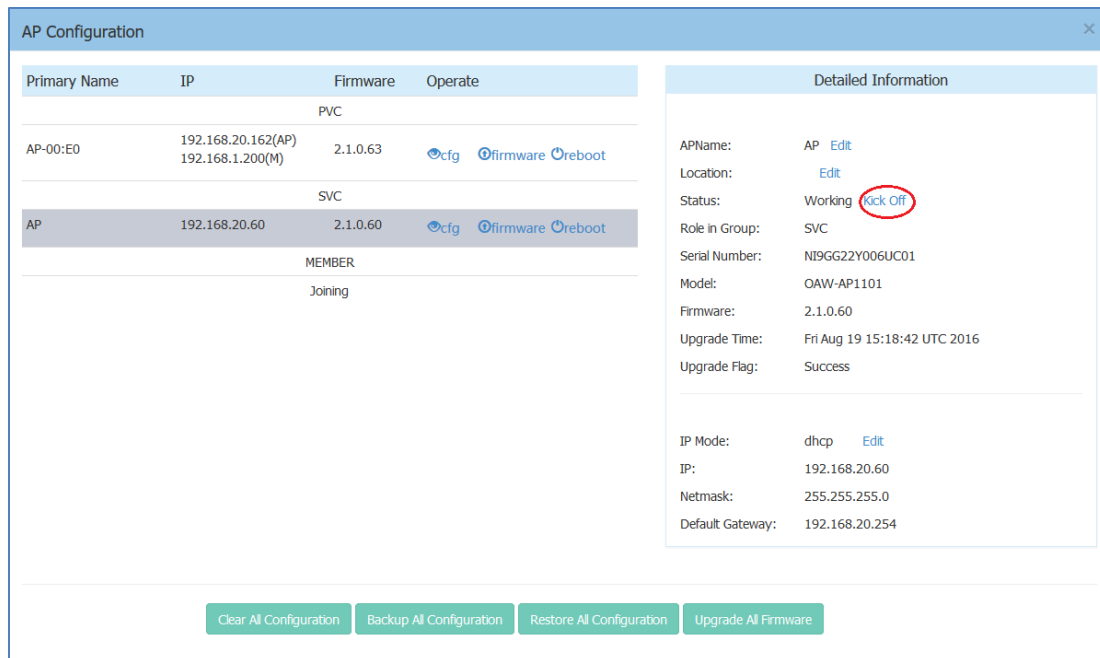 AP Configuration ×
Primary Name IP Firmware Operate
PVC
AP-00:E0 192.168.20.162(AP) 2.1.0.63 cfg firmware reboot
192.168.1.200(M)
SVC
AP 192.168.20.60 2.1.0.60 cfg firmware reboot
MEMBER
Joining
Detailed Information
APName: AP Edit
Location: Edit
Status: Working Kick Off
Role in Group: SVC
Serial Number: NI9GG22Y006UC01
Model: OAW-AP1101
Firmware: 2.1.0.60
Upgrade Time: Fri Aug 19 15:18:42 UTC 2016
Upgrade Flag: Success
IP Mode: dhcp Edit
IP: 192.168.20.60
Netmask: 255.255.255.0
Default Gateway: 192.168.20.254
Clear All Configuration Backup All Configuration Restore All Configuration Upgrade All Firmware